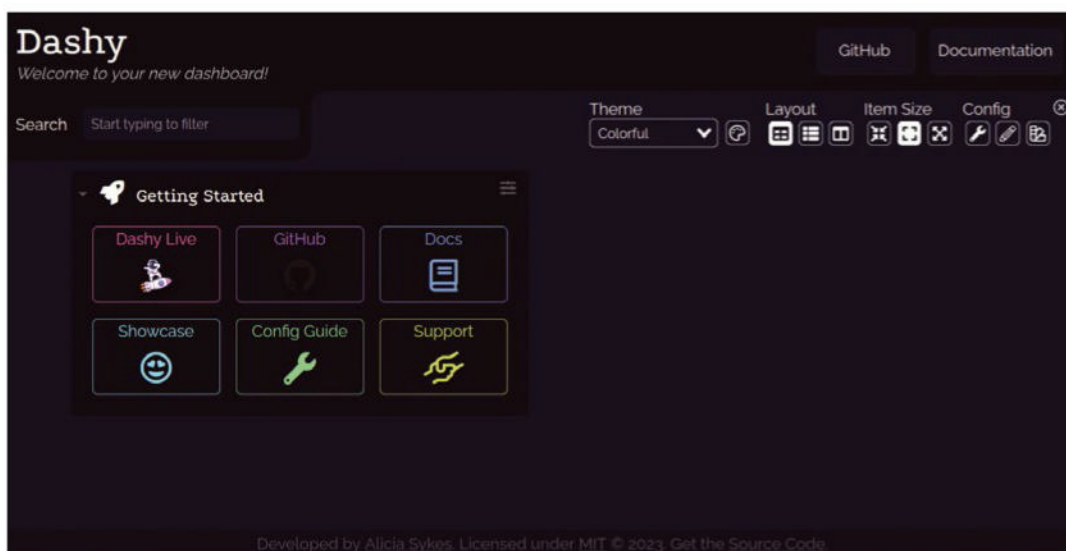 Dashy
Welcome to your new dashboard!
GitHub
Documentation
Search
Start typing to filter
Theme
Layout
Item Size
Config
Colorful
Getting Started
Dashy Live
GitHub
Docs
Showcase
Config Guide
Support
Developed by Alicia Sykes. Licensed under MIT © 2023. Get the Source Code